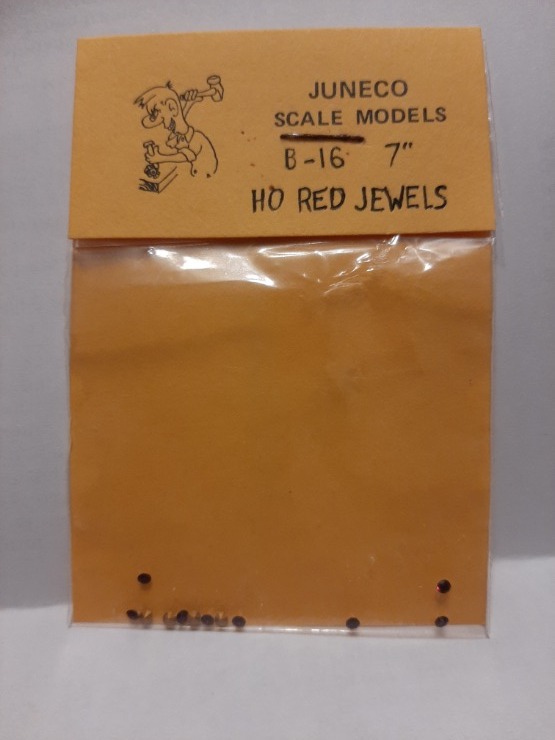 JUNECO
SCALE MODELS
B-16 7"
HO RED JEWELS